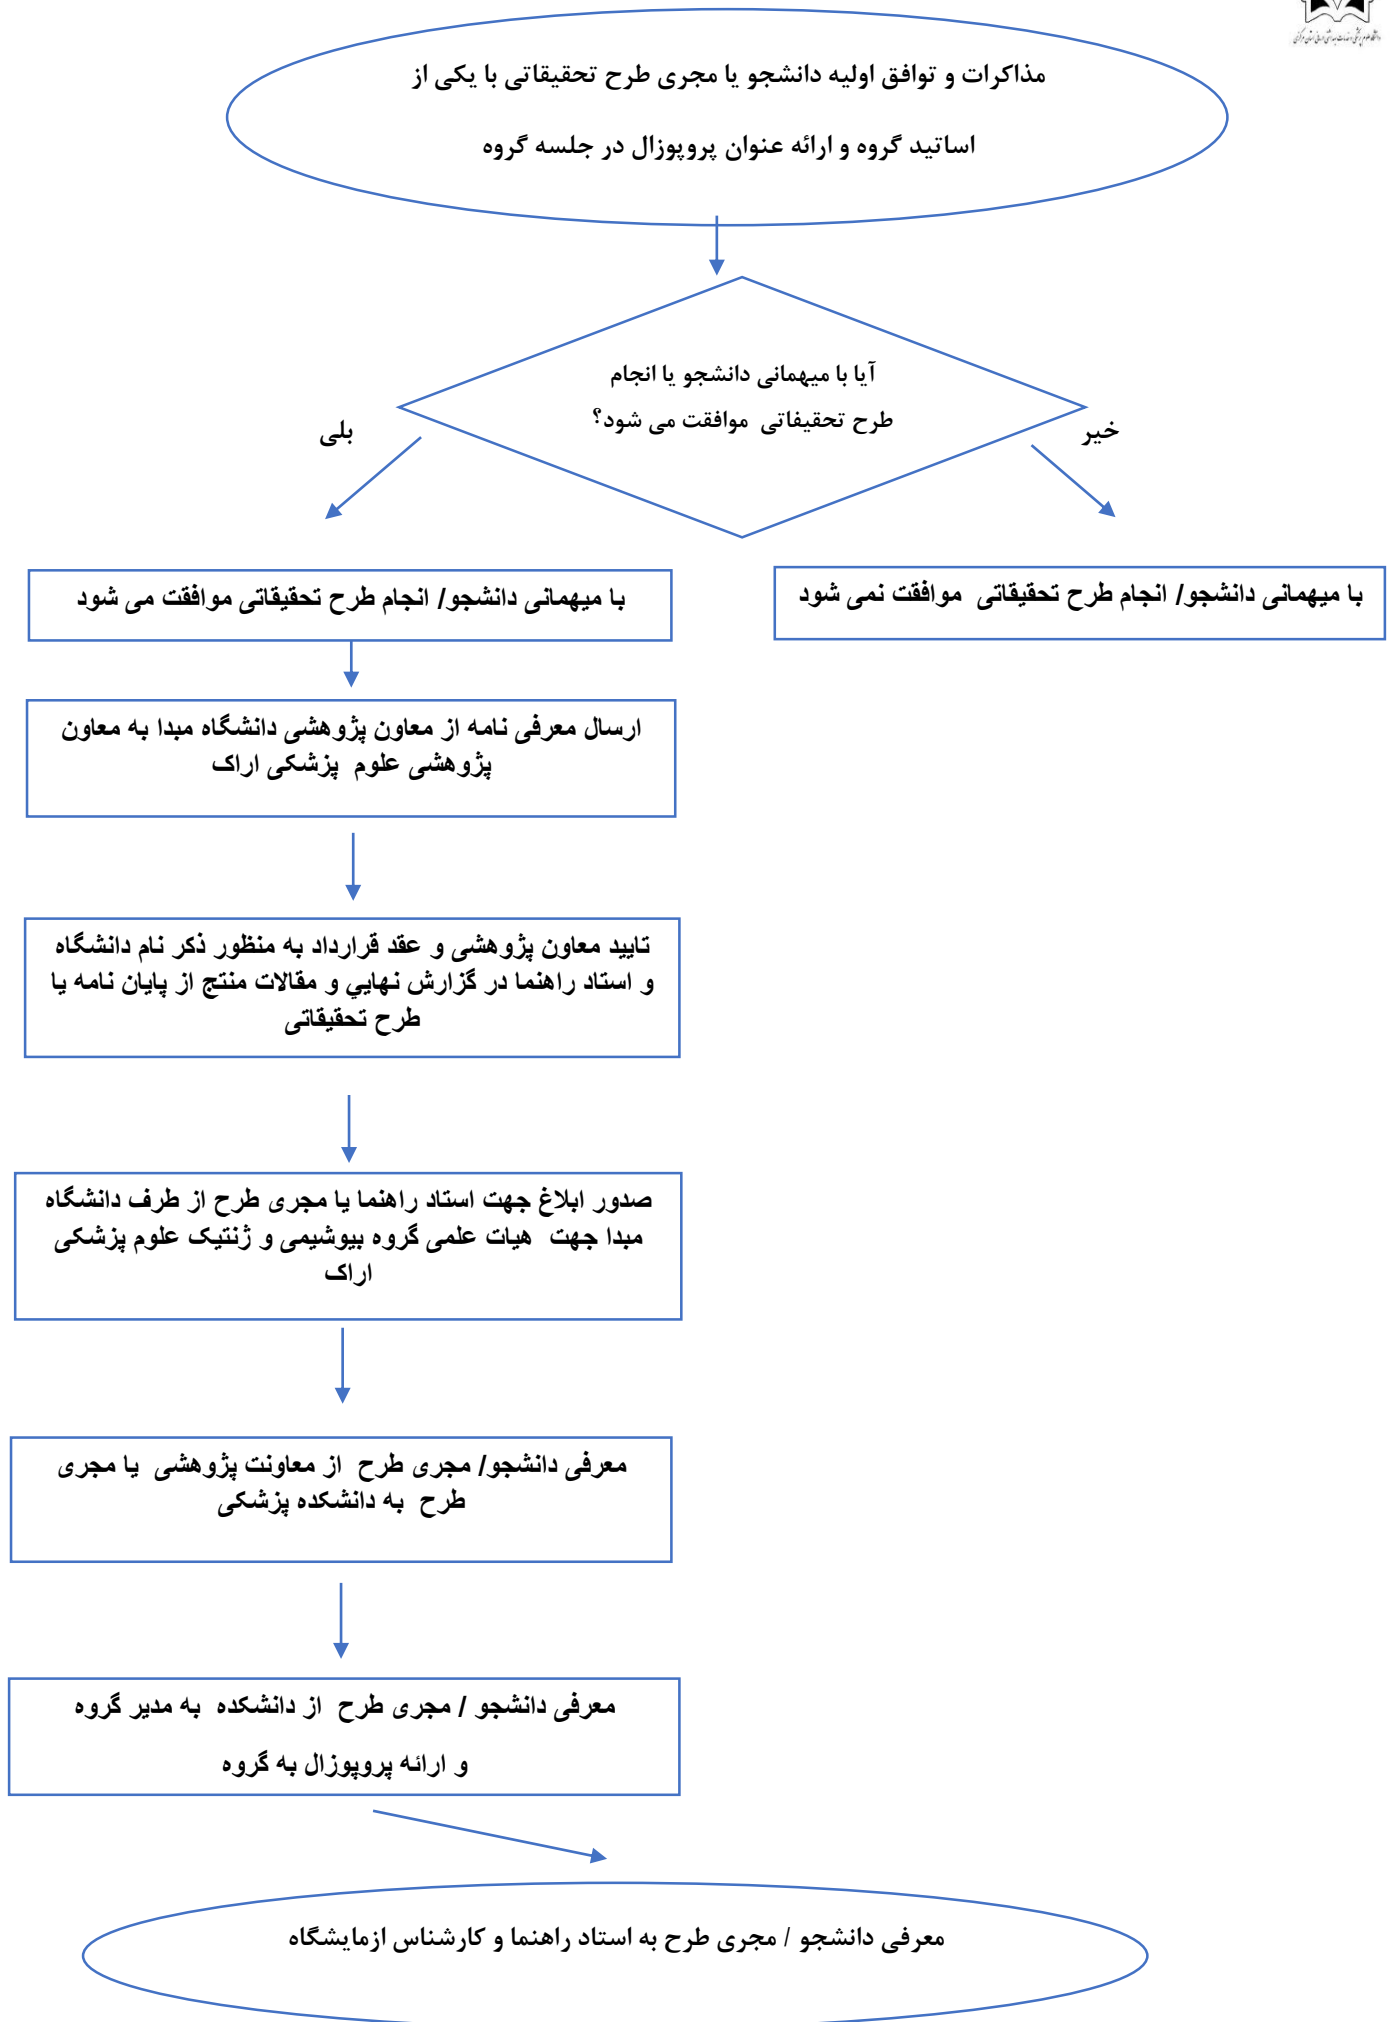 مذاکرات و توافق اولیه دانشجو یا مجری طرح تحقیقاتی با یکی از
اساتید گروه و ارائه عنوان پروپوزال در جلسه گروه
آیا با میهمانی دانشجو یا انجام
طرح تحقیفاتی موافقت می شود؟
خیر
بلی
با میهمانی دانشجو/ انجام طرح تحقیقاتی موافقت نمی شود
با میهمانی دانشجو/ انجام طرح تحقیقاتی موافقت می شود
ارسال معرفی نامه از معاون پژوهشی دانشگاه مبدا به معاون
پژوهشی علوم پزشکی اراک
تایید معاون پژوهشی و عقد قرارداد به منظور ذکر نام دانشگاه
و استاد راهنما در گزارش نهايي و مقالات منتج از پایان نامه یا
طرح تحقیقاتی
صدور ابلاغ جهت استاد راهنما یا مجری طرح از طرف دانشگاه
مبدا جهت هیات علمی گروه بیوشیمی و ژنتیک علوم پزشکی
اراک
معرفی دانشجو/ مجری طرح از معاونت پژوهشی یا مجری
طرح به دانشکده پزشکی
معرفی دانشجو / مجری طرح از دانشکده به مدیر گروه
و ارائه پروپوزال به گروه
معرفی دانشجو / مجری طرح به استاد راهنما و کارشناس ازمایشگاه